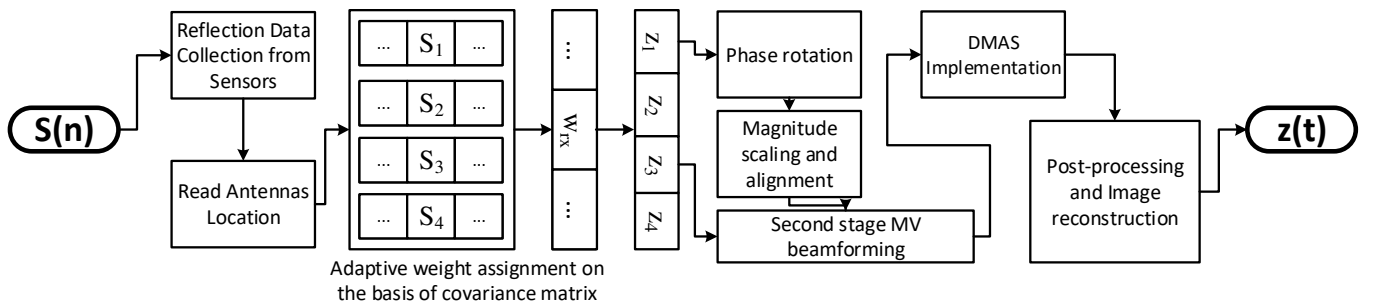 S(n)
Reflection Data
Collection from
Sensors
Read Antennas
Location
... S1 ...
... S2 ...
... S3 ...
... S4 ...
Adaptive weight assignment on
the basis of covariance matrix
...
wrx
...
z1
z2
z3
z4
Phase rotation
Magnitude
scaling and
alignment
Second stage MV
beamforming
DMAS
Implementation
Post-processing
and Image
reconstruction
z(t)